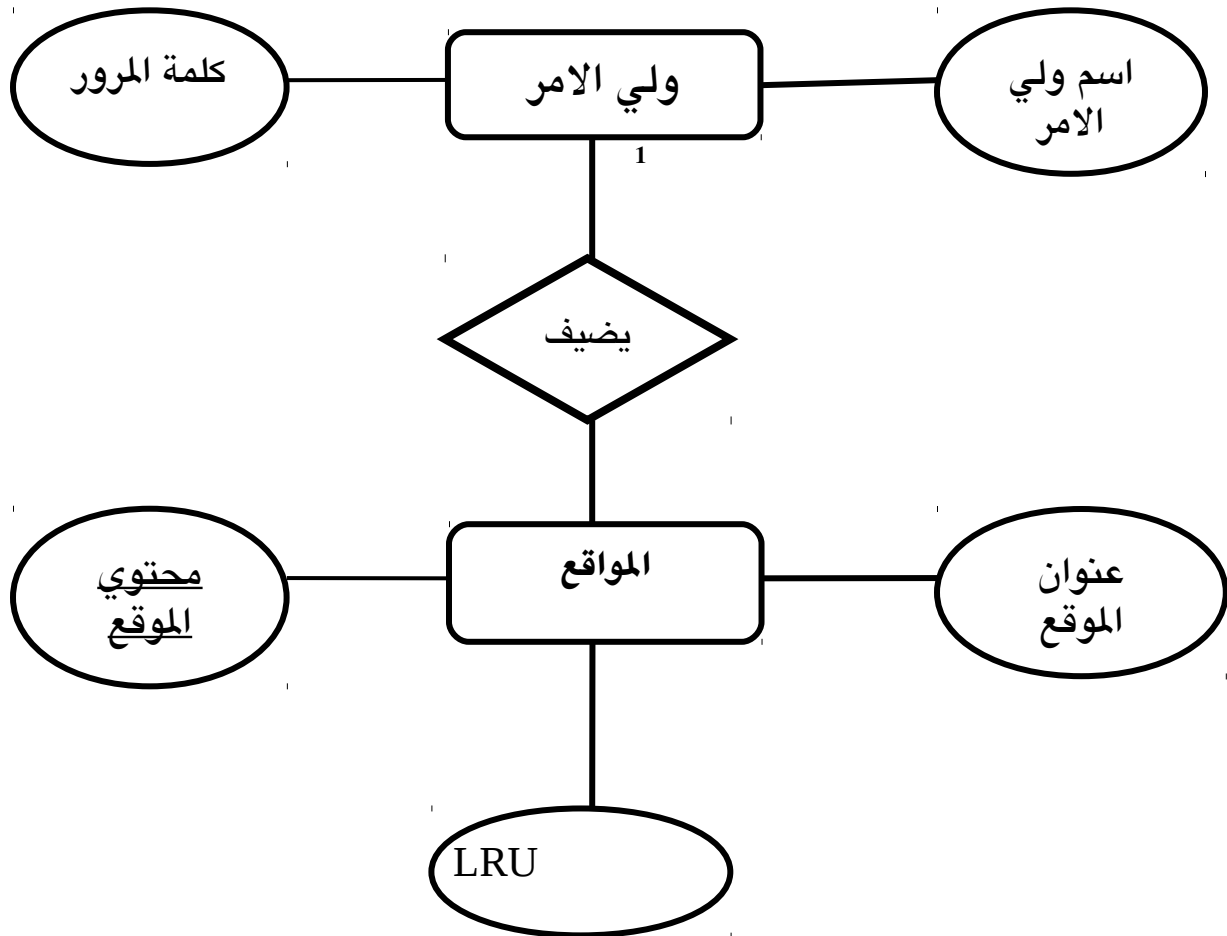 كلمة المرور
ولي الامر
اسم ولي
الامر
1
يضيف
محتوي
الموقع
المواقع
عنوان
الموقع
LRU